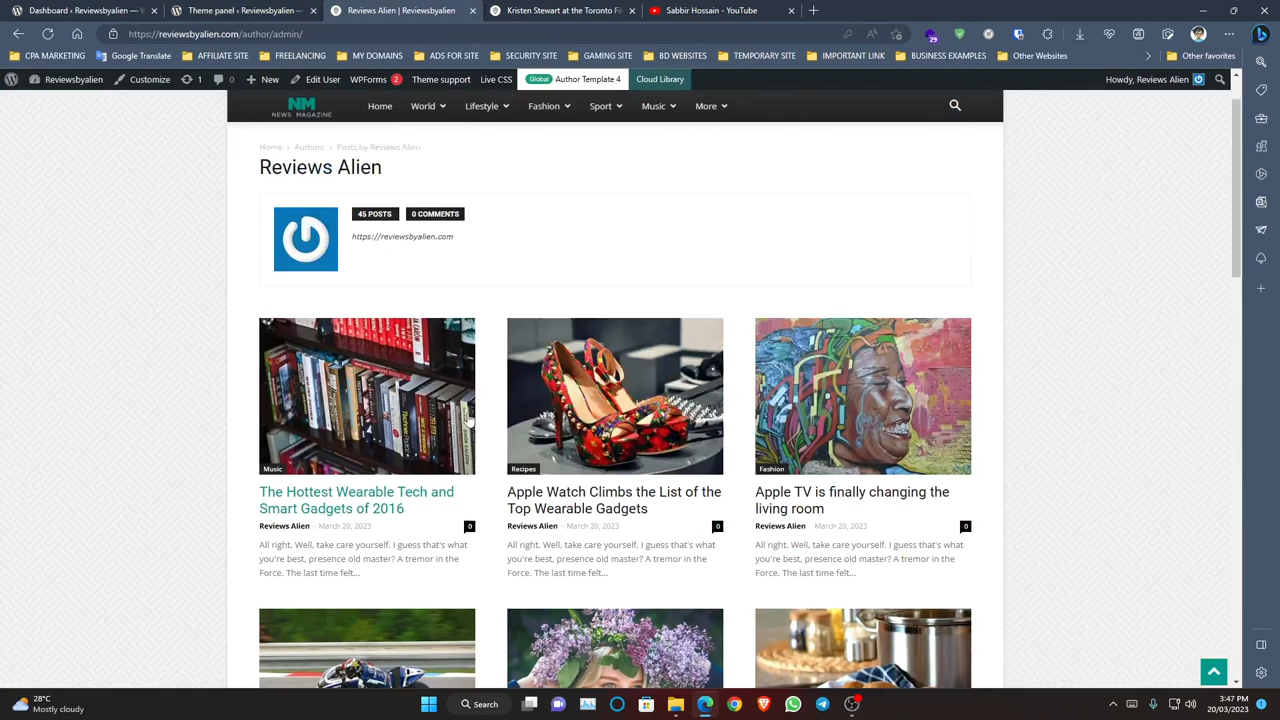 Dashboard ‹ Reviewsbyalien — Wo
Theme panel ‹ Reviewsbyalien —
Reviews Alien | Reviewsbyalien
Kristen Stewart at the Toronto Fi
Sabbir Hossain - YouTube
https://reviewsbyalien.com/author/admin/
CPA MARKETING
Google Translate
AFFILIATE SITE
FREELANCING
MY DOMAINS
ADS FOR SITE
SECURITY SITE
GAMING SITE
BD WEBSITES
TEMPORARY SITE
IMPORTANT LINK
BUSINESS EXAMPLES
Other Websites
Other favorites
Reviewsbyalien
Customize
1
0
New
Edit User
WPForms 2
Theme support
Live CSS
Global Author Template 4
Cloud Library
Howdy, Reviews Alien
NM
NEWS MAGAZINE
Home World Lifestyle Fashion Sport Music More
Home › Authors › Posts by Reviews Alien
Reviews Alien
45 POSTS 0 COMMENTS
https://reviewsbyalien.com
Music
The Hottest Wearable Tech and
Smart Gadgets of 2016
Reviews Alien - March 20, 2023 0
All right. Well, take care yourself. I guess that's what
you're best, presence old master? A tremor in the
Force. The last time felt...
Recipes
Apple Watch Climbs the List of the
Top Wearable Gadgets
Reviews Alien - March 20, 2023 0
All right. Well, take care yourself. I guess that's what
you're best, presence old master? A tremor in the
Force. The last time felt...
Fashion
Apple TV is finally changing the
living room
Reviews Alien - March 20, 2023 0
All right. Well, take care yourself. I guess that's what
you're best, presence old master? A tremor in the
Force. The last time felt...
28°C
Mostly cloudy
Search
3:47 PM
20/03/2023